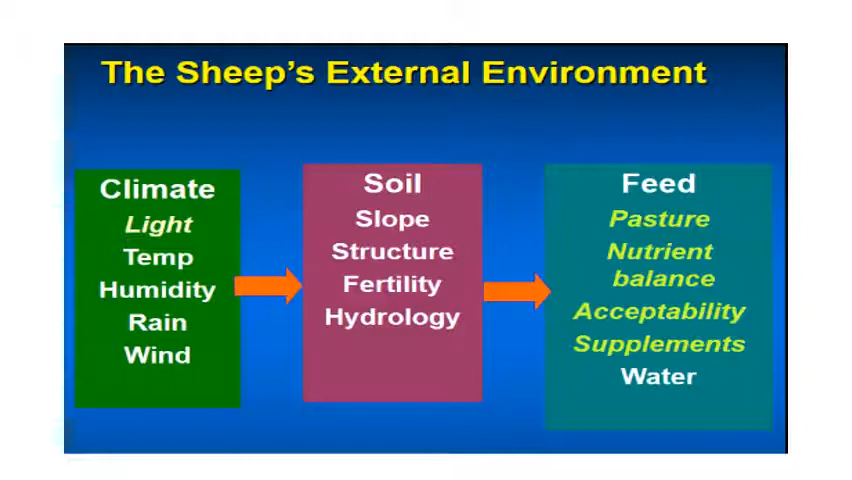 The Sheep's External Environment
Climate
Light
Temp
Humidity
Rain
Wind
Soil
Slope
Structure
Fertility
Hydrology
Feed
Pasture
Nutrient
balance
Acceptability
Supplements
Water